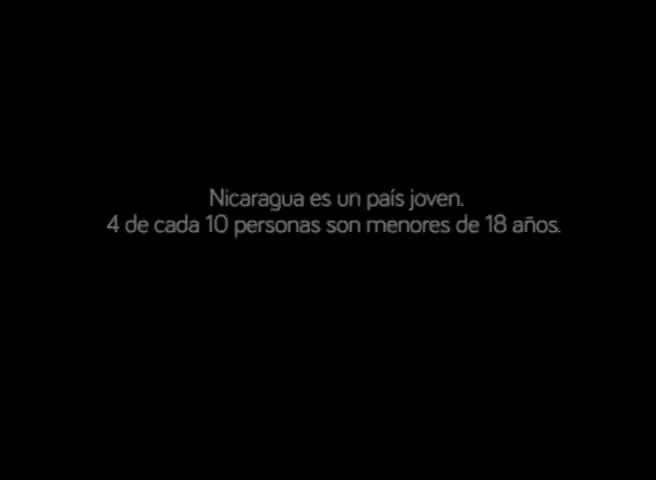 Nicaragua es un país joven.
4 de cada 10 personas son menores de 18 años.